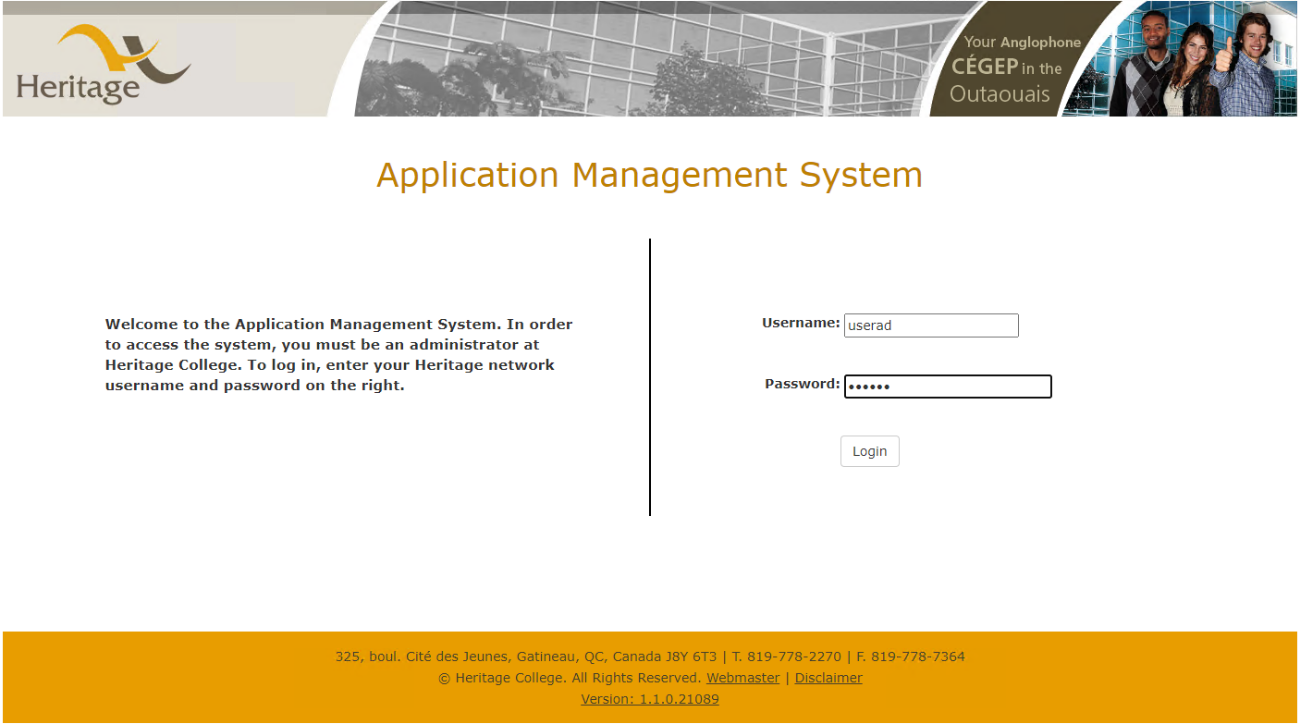 Heritage
Your Anglophone
CÉGEP in the
Outaouais
Application Management System
Welcome to the Application Management System. In order
to access the system, you must be an administrator at
Heritage College. To log in, enter your Heritage network
username and password on the right.
Username: userad
Password: ••••••
Login
325, boul. Cité des Jeunes, Gatineau, QC, Canada J8Y 6T3 | T. 819-778-2270 | F. 819-778-7364
© Heritage College. All Rights Reserved. Webmaster | Disclaimer
Version: 1.1.0.21089